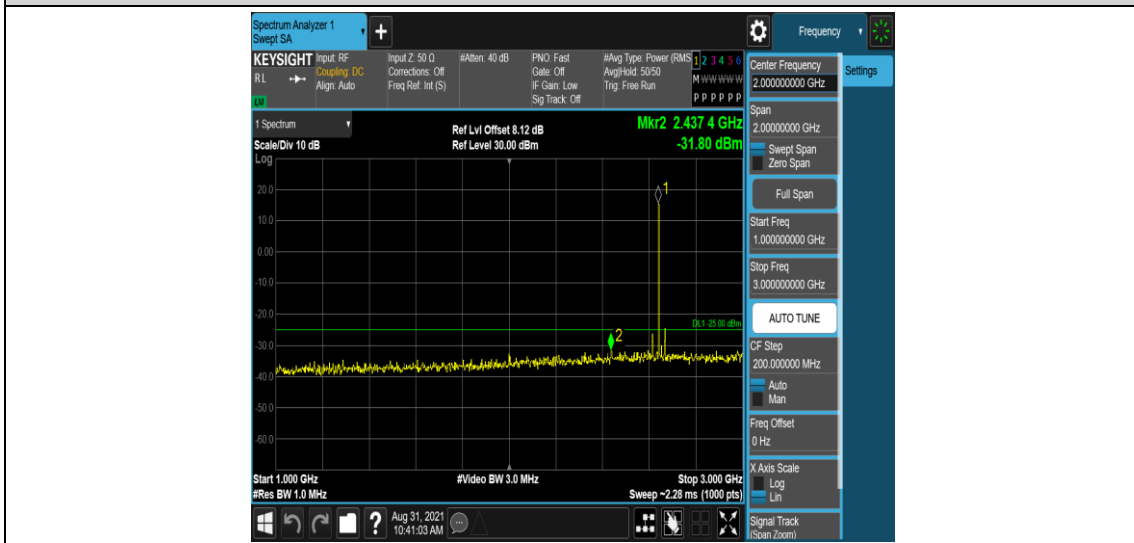 Spectrum Analyzer 1
Swept SA
+
Frequency
KEYSIGHT
RL
LXI
Input: RF
Coupling: DC
Align: Auto
Input Z: 50 Ω
Corrections: Off
Freq Ref: Int (S)
#Atten: 40 dB
PNO: Fast
Gate: Off
IF Gain: Low
Sig Track: Off
#Avg Type: Power (RMS
Avg|Hold: 50/50
Trig: Free Run
1 2 3 4 5 6
M W W W W W
P P P P P P
1 Spectrum
Scale/Div 10 dB
Ref Lvl Offset 8.12 dB
Ref Level 30.00 dBm
Mkr2 2.437 4 GHz
-31.80 dBm
Log
20.0
10.0
0.00
-10.0
-20.0
-30.0
-40.0
-50.0
-60.0
1
2
DL1 -25.00 dBm
Start 1.000 GHz
#Res BW 1.0 MHz
#Video BW 3.0 MHz
Stop 3.000 GHz
Sweep ~2.28 ms (1000 pts)
Center Frequency
2.000000000 GHz
Settings
Span
2.00000000 GHz
Swept Span
Zero Span
Full Span
Start Freq
1.000000000 GHz
Stop Freq
3.000000000 GHz
AUTO TUNE
CF Step
200.000000 MHz
Auto
Man
Freq Offset
0 Hz
X Axis Scale
Log
Lin
Signal Track
(Span Zoom)
?
Aug 31, 2021
10:41:03 AM